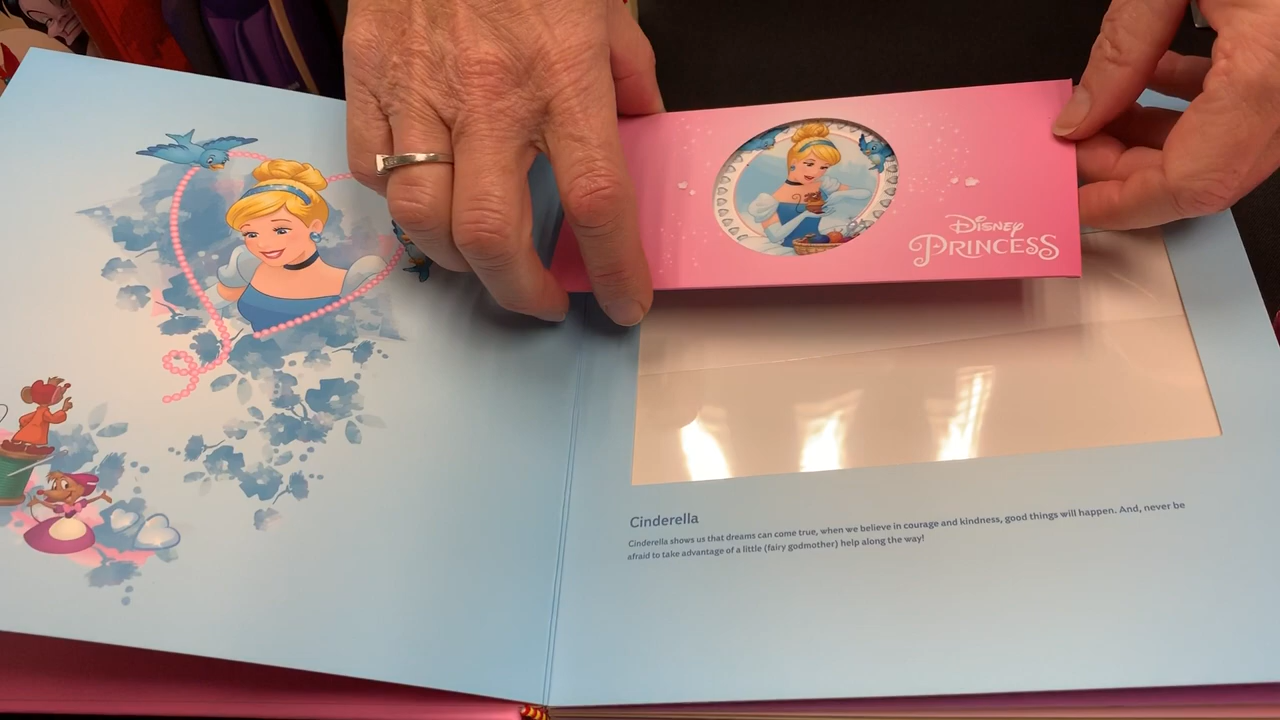 Disney
PRINCESS
Cinderella
Cinderella shows us that dreams can come true, when we believe in courage and kindness, good things will happen. And, never be
afraid to take advantage of a little (fairy godmother) help along the way!